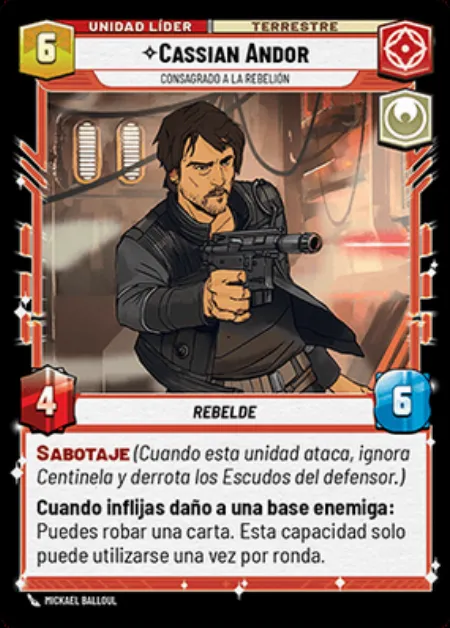 UNIDAD LÍDER
TERRESTRE
6
CASSIAN ANDOR
CONSAGRADO A LA REBELIÓN
4
REBELDE
6
SABOTAJE (Cuando esta unidad ataca, ignora
Centinela y derrota los Escudos del defensor.)
Cuando inflijas daño a una base enemiga:
Puedes robar una carta. Esta capacidad solo
puede utilizarse una vez por ronda.
MICKAEL BALLOUL